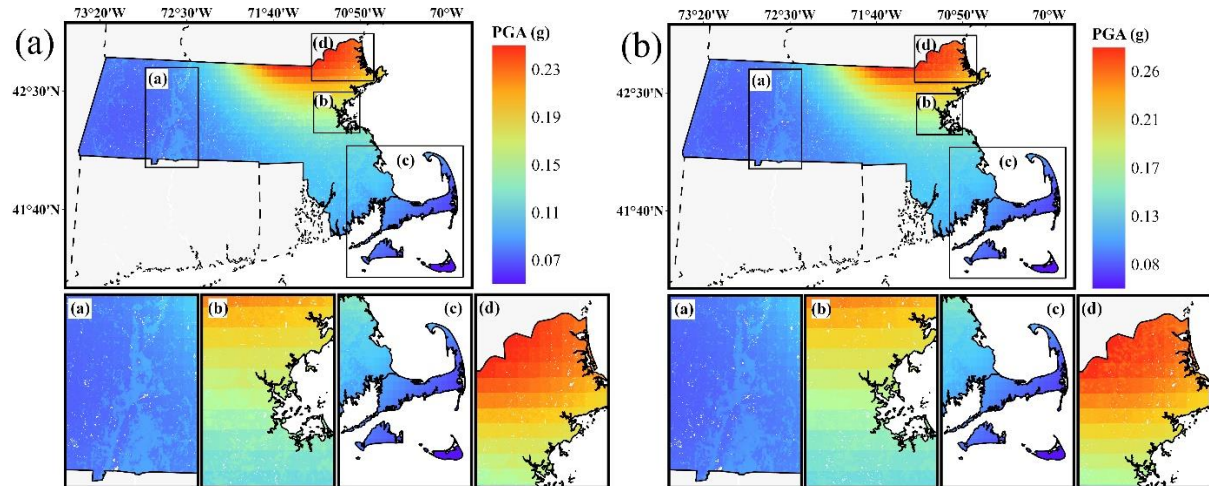 73°20'W 72°30'W 71°40'W 70°50'W 70°W
(a)
PGA (g)
(d)
0.23
(a)
42°30'N
(b)
0.19
0.15
(c)
0.11
41°40'N
0.07
(a) (b) (c) (d)
73°20'W 72°30'W 71°40'W 70°50'W 70°W
(b)
PGA (g)
(d)
0.26
(a)
42°30'N
(b)
0.21
0.17
(c)
0.13
41°40'N
0.08
(a) (b) (c) (d)